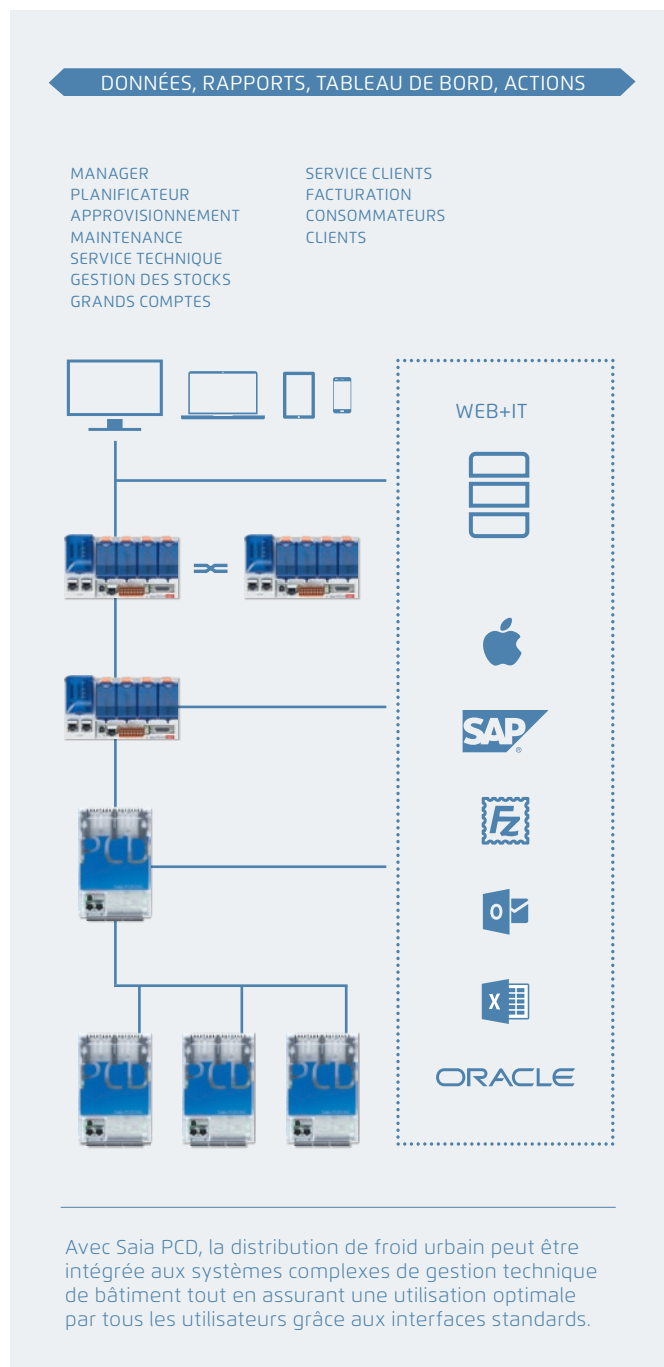 DONNÉES, RAPPORTS, TABLEAU DE BORD, ACTIONS
MANAGER
PLANIFICATEUR
APPROVISIONNEMENT
MAINTENANCE
SERVICE TECHNIQUE
GESTION DES STOCKS
GRANDS COMPTES
SERVICE CLIENTS
FACTURATION
CONSOMMATEURS
CLIENTS
WEB+IT
SAP
Fz
PCD
O
X
PCD
PCD
PCD
ORACLE
Avec Saia PCD, la distribution de froid urbain peut être
intégrée aux systèmes complexes de gestion technique
de bâtiment tout en assurant une utilisation optimale
par tous les utilisateurs grâce aux interfaces standards.